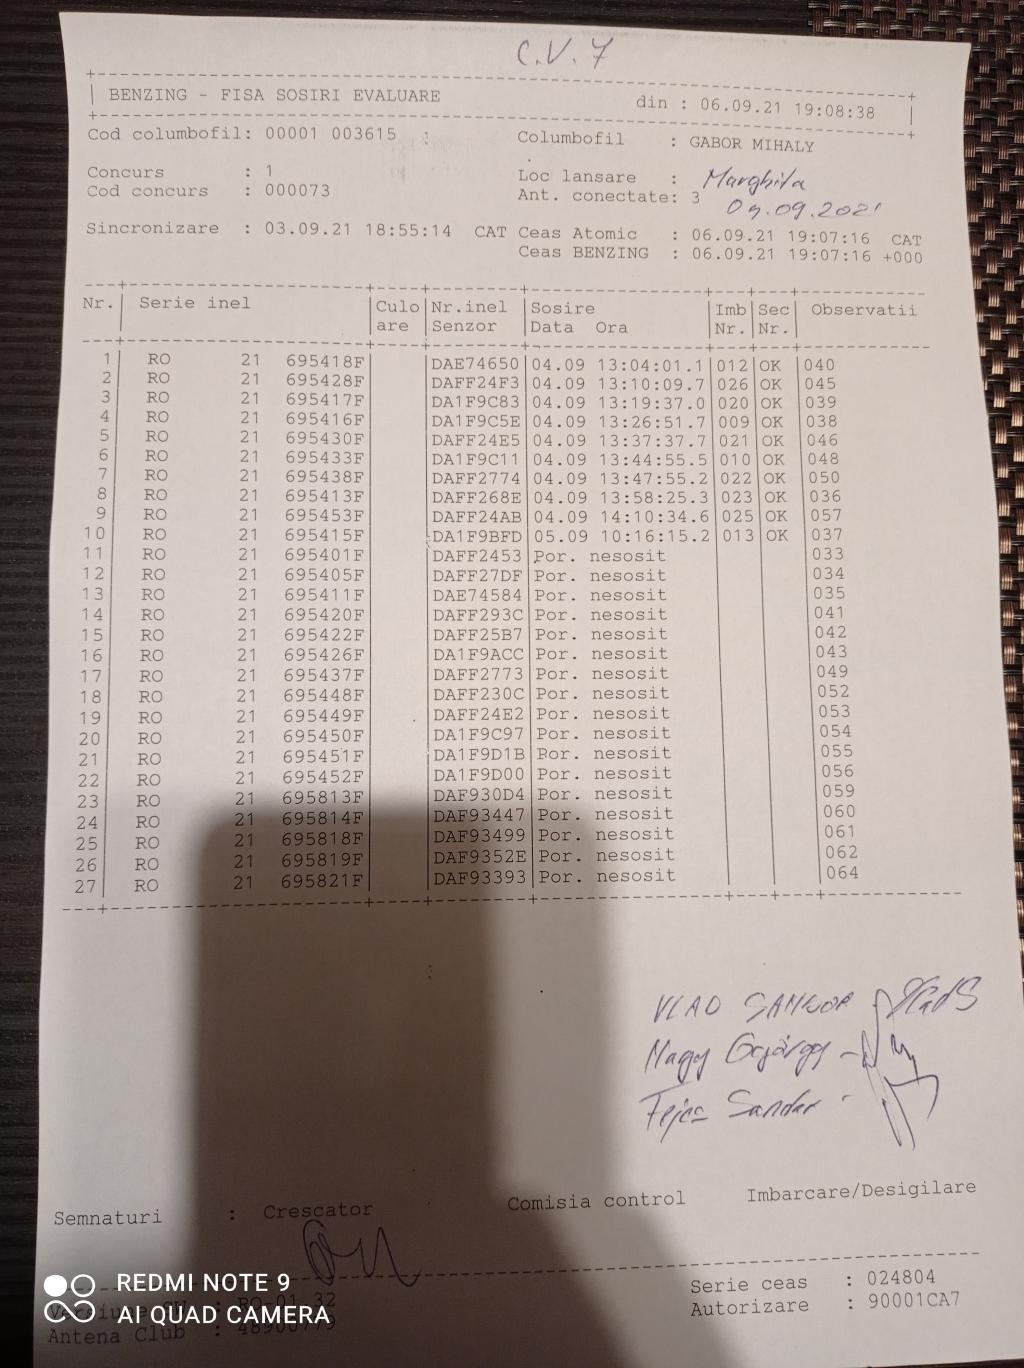 C.V. 7
BENZING - FISA SOSIRI EVALUARE din : 06.09.21 19:08:38
Cod columbofil: 00001 003615 Columbofil : GABOR MIHALY
Concurs : 1 Loc lansare : Marghita
Cod concurs : 000073 Ant. conectate: 3 04.09.2021
Sincronizare : 03.09.21 18:55:14 CAT Ceas Atomic : 06.09.21 19:07:16 CAT
Ceas BENZING : 06.09.21 19:07:16 +000
Nr. Serie inel Culo Nr.inel Sosire Imb Sec Observatii
are Senzor Data Ora Nr. Nr.
1 RO 21 695418F DAE74650 04.09 13:04:01.1 012 OK 040
2 RO 21 695428F DAFF24F3 04.09 13:10:09.7 026 OK 045
3 RO 21 695417F DA1F9C83 04.09 13:19:37.0 020 OK 039
4 RO 21 695416F DA1F9C5E 04.09 13:26:51.7 009 OK 038
5 RO 21 695430F DAFF24E5 04.09 13:37:37.7 021 OK 046
6 RO 21 695433F DA1F9C11 04.09 13:44:55.5 010 OK 048
7 RO 21 695438F DAFF2774 04.09 13:47:55.2 022 OK 050
8 RO 21 695413F DAFF268E 04.09 13:58:25.3 023 OK 036
9 RO 21 695453F DAFF24AB 04.09 14:10:34.6 025 OK 057
10 RO 21 695415F DA1F9BFD 05.09 10:16:15.2 013 OK 037
11 RO 21 695401F DAFF2453 Por. nesosit 033
12 RO 21 695405F DAFF27DF Por. nesosit 034
13 RO 21 695411F DAE74584 Por. nesosit 035
14 RO 21 695420F DAFF293C Por. nesosit 041
15 RO 21 695422F DAFF25B7 Por. nesosit 042
16 RO 21 695426F DA1F9ACC Por. nesosit 043
17 RO 21 695437F DAFF2773 Por. nesosit 049
18 RO 21 695448F DAFF230C Por. nesosit 052
19 RO 21 695449F DAFF24E2 Por. nesosit 053
20 RO 21 695450F DA1F9C97 Por. nesosit 054
21 RO 21 695451F DA1F9D1B Por. nesosit 055
22 RO 21 695452F DA1F9D00 Por. nesosit 056
23 RO 21 695813F DAF930D4 Por. nesosit 059
24 RO 21 695814F DAF93447 Por. nesosit 060
25 RO 21 695818F DAF93499 Por. nesosit 061
26 RO 21 695819F DAF9352E Por. nesosit 062
27 RO 21 695821F DAF93393 Por. nesosit 064
VLAD SANDOR
Nagy György
Fejes Sandor
Semnaturi : Crescator Comisia control Imbarcare/Desigilare
Serie ceas : 024804
Autorizare : 90001CA7
Antena Club :
REDMI NOTE 9
AI QUAD CAMERA